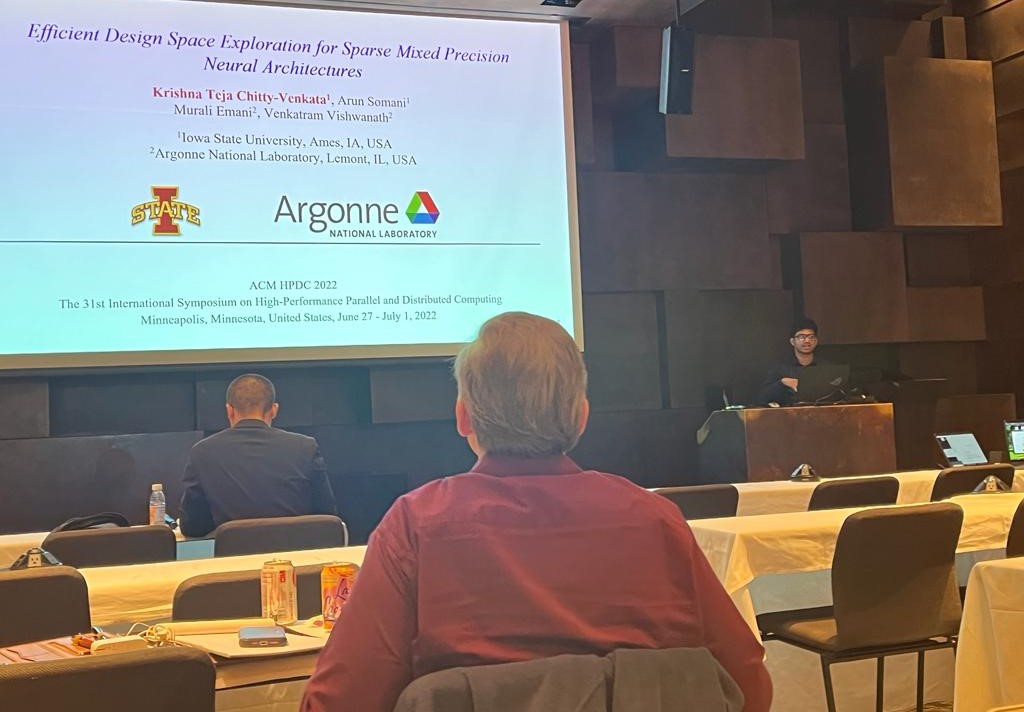 Efficient Design Space Exploration for Sparse Mixed Precision
Neural Architectures
Krishna Teja Chitty-Venkata¹, Arun Somani¹
Murali Emani², Venkatram Vishwanath²
¹Iowa State University, Ames, IA, USA
²Argonne National Laboratory, Lemont, IL, USA
I
STATE
Argonne
NATIONAL LABORATORY
ACM HPDC 2022
The 31st International Symposium on High-Performance Parallel and Distributed Computing
Minneapolis, Minnesota, United States, June 27 - July 1, 2022